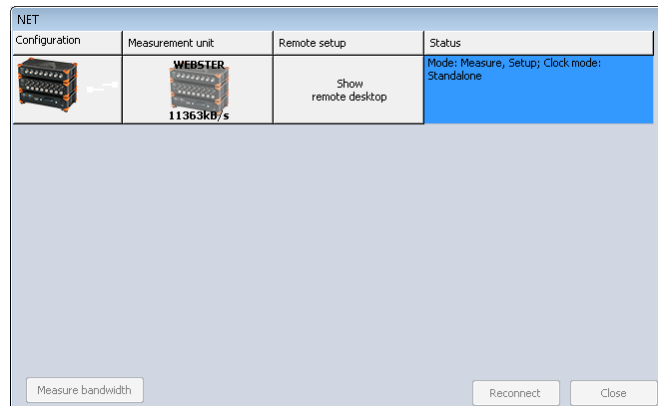 NET
Configuration
Measurement unit
Remote setup
Status
WEBSTER
11363kB/s
Show
remote desktop
Mode: Measure, Setup; Clock mode:
Standalone
Measure bandwidth
Reconnect
Close